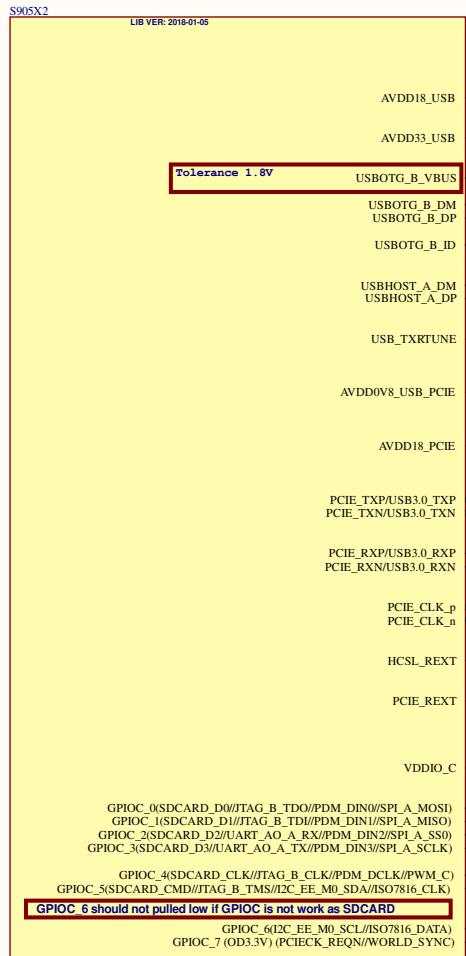 S905X2
LIB VER: 2018-01-05
AVDD18_USB
AVDD33_USB
Tolerance 1.8V
USBOTG_B_VBUS
USBOTG_B_DM
USBOTG_B_DP
USBOTG_B_ID
USBHOST_A_DM
USBHOST_A_DP
USB_TXRTUNE
AVDD0V8_USB_PCIE
AVDD18_PCIE
PCIE_TXP/USB3.0_TXP
PCIE_TXN/USB3.0_TXN
PCIE_RXP/USB3.0_RXP
PCIE_RXN/USB3.0_RXN
PCIE_CLK_p
PCIE_CLK_n
HCSL_REXT
PCIE_REXT
VDDIO_C
GPIOC_0(SDCARD_D0//JTAG_B_TDO//PDM_DIN0//SPI_A_MOSI)
GPIOC_1(SDCARD_D1//JTAG_B_TDI//PDM_DIN1//SPI_A_MISO)
GPIOC_2(SDCARD_D2//UART_AO_A_RX//PDM_DIN2//SPI_A_SS0)
GPIOC_3(SDCARD_D3//UART_AO_A_TX//PDM_DIN3//SPI_A_SCLK)
GPIOC_4(SDCARD_CLK//JTAG_B_CLK//PDM_DCLK//PWM_C)
GPIOC_5(SDCARD_CMD//JTAG_B_TMS//I2C_EE_M0_SDA//ISO7816_CLK)
GPIOC_6 should not pulled low if GPIOC is not work as SDCARD
GPIOC_6(I2C_EE_M0_SCL//ISO7816_DATA)
GPIOC_7 (OD3.3V) (PCIECK_REQN//WORLD_SYNC)